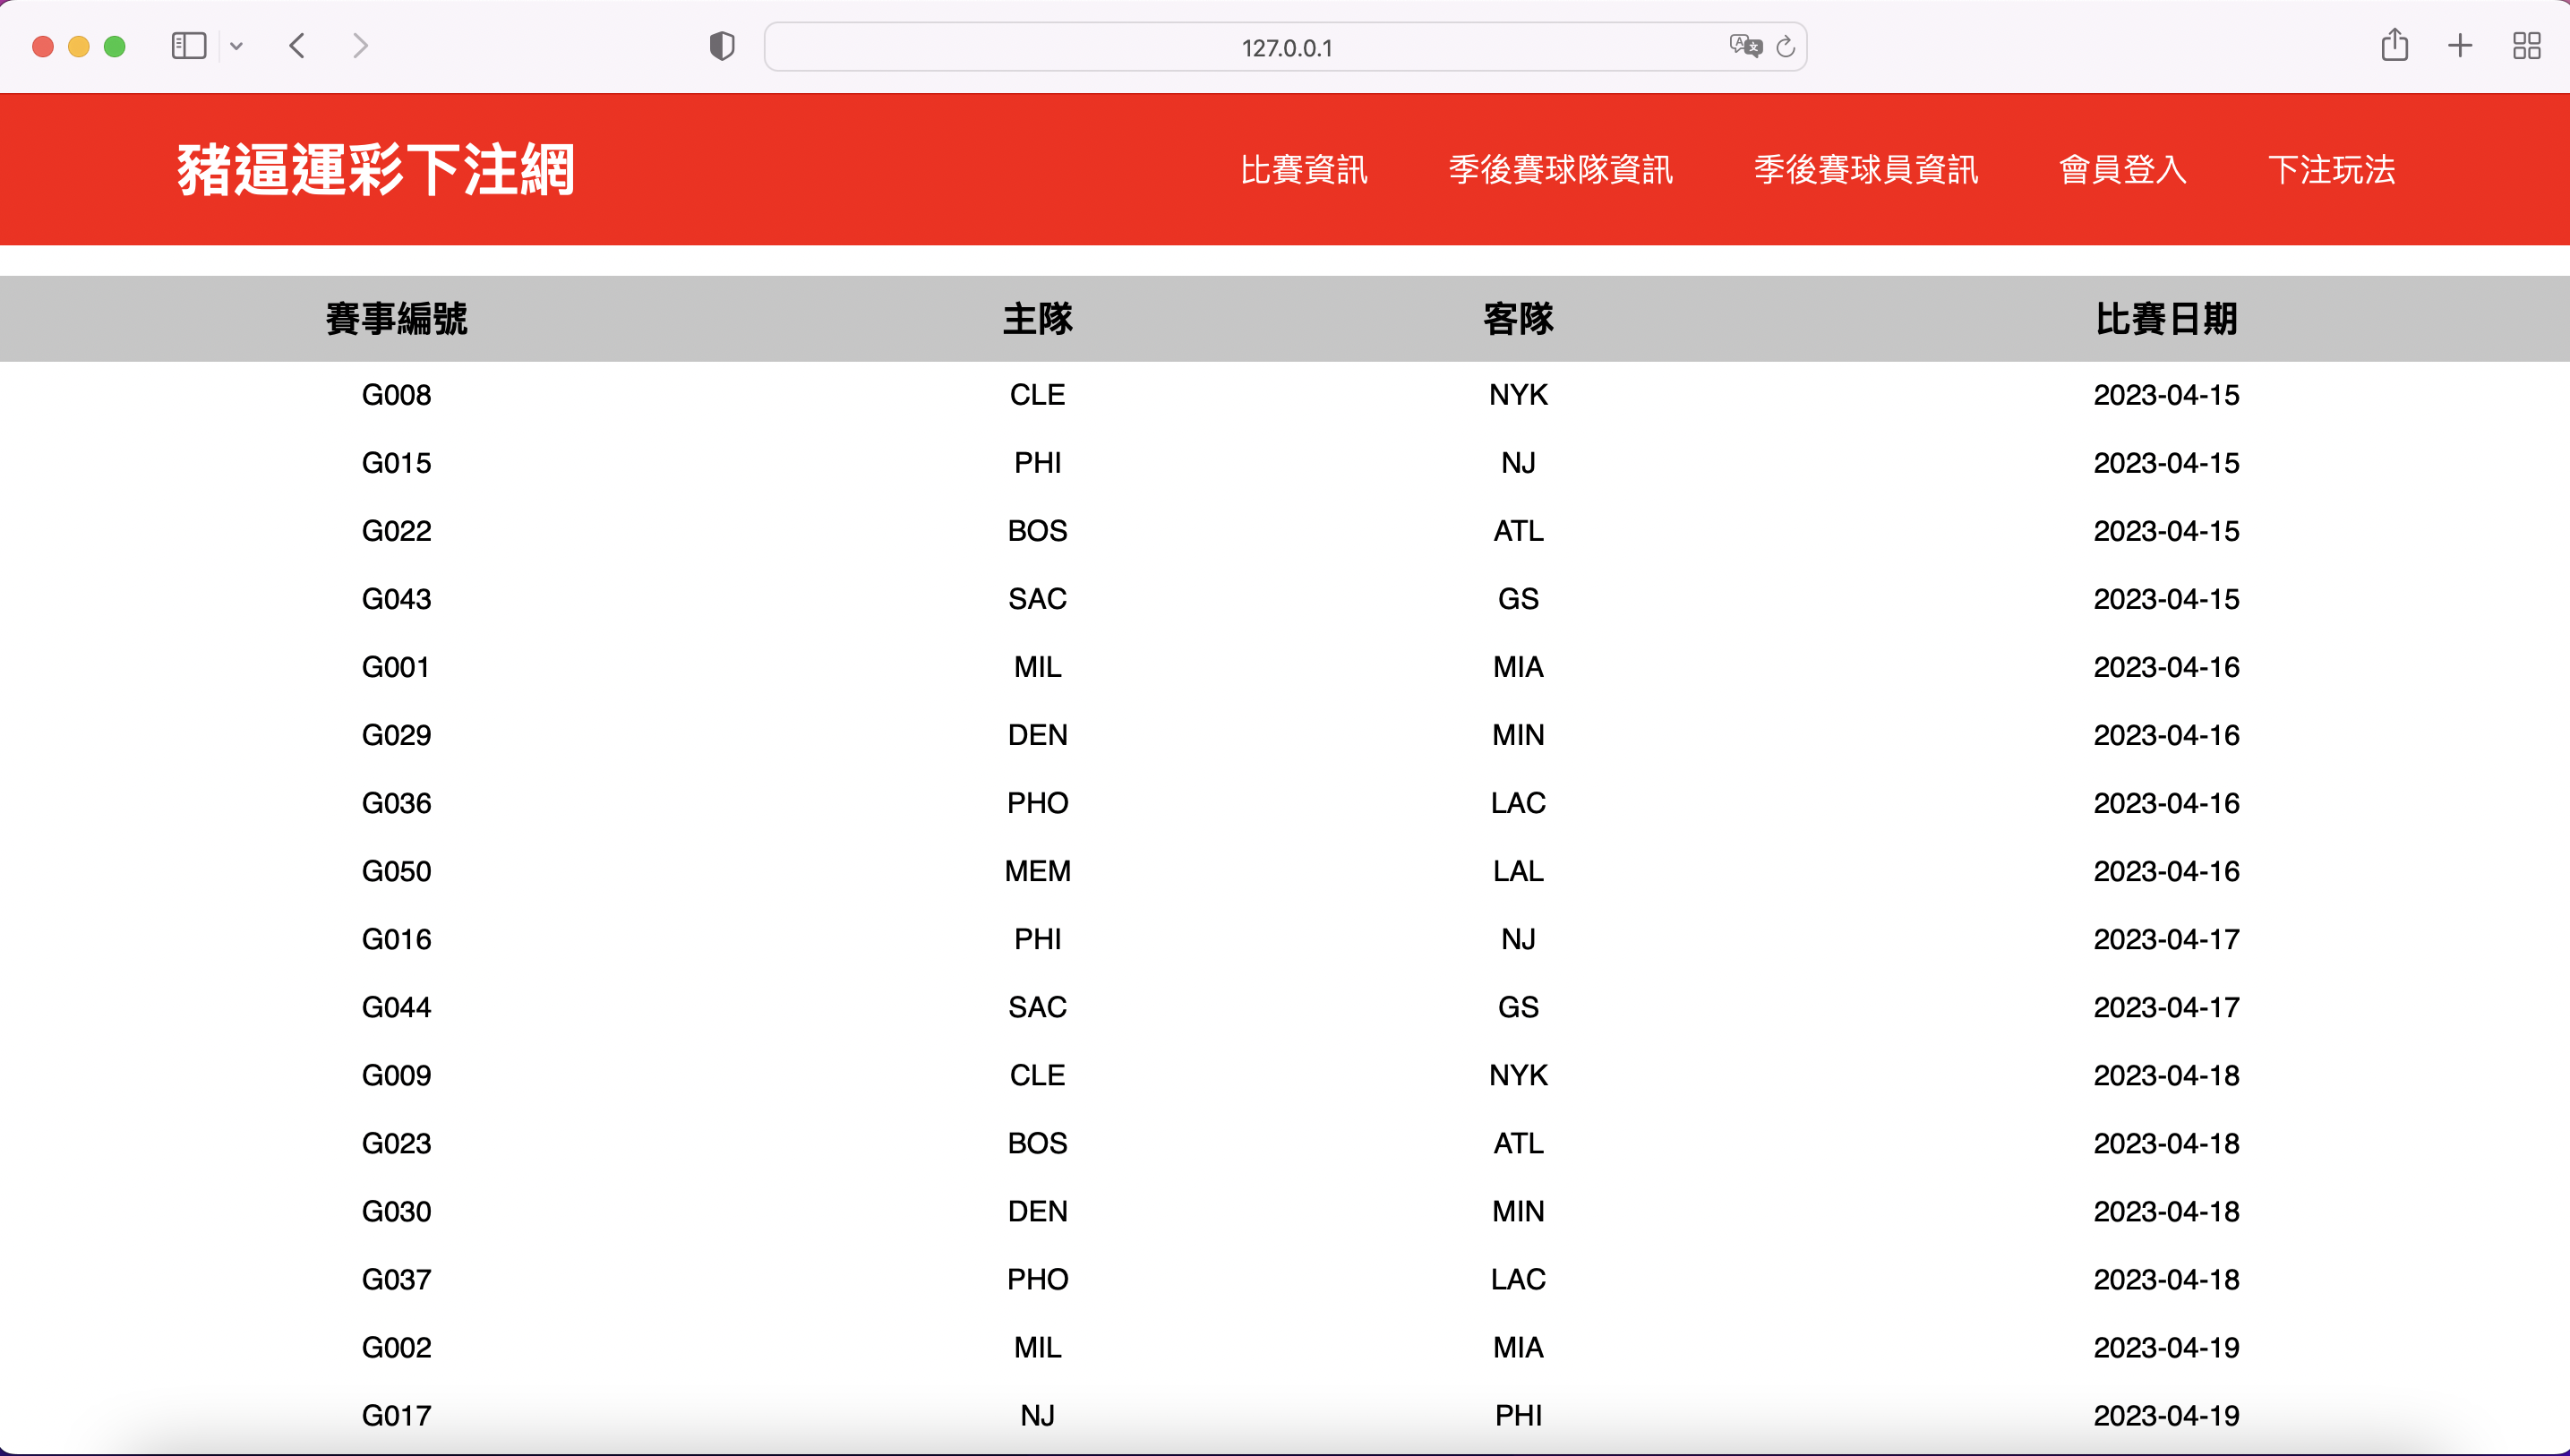 127.0.0.1
豬逼運彩下注網 比賽資訊 季後賽球隊資訊 季後賽球員資訊 會員登入 下注玩法
賽事編號 主隊 客隊 比賽日期
G008 CLE NYK 2023-04-15
G015 PHI NJ 2023-04-15
G022 BOS ATL 2023-04-15
G043 SAC GS 2023-04-15
G001 MIL MIA 2023-04-16
G029 DEN MIN 2023-04-16
G036 PHO LAC 2023-04-16
G050 MEM LAL 2023-04-16
G016 PHI NJ 2023-04-17
G044 SAC GS 2023-04-17
G009 CLE NYK 2023-04-18
G023 BOS ATL 2023-04-18
G030 DEN MIN 2023-04-18
G037 PHO LAC 2023-04-18
G002 MIL MIA 2023-04-19
G017 NJ PHI 2023-04-19